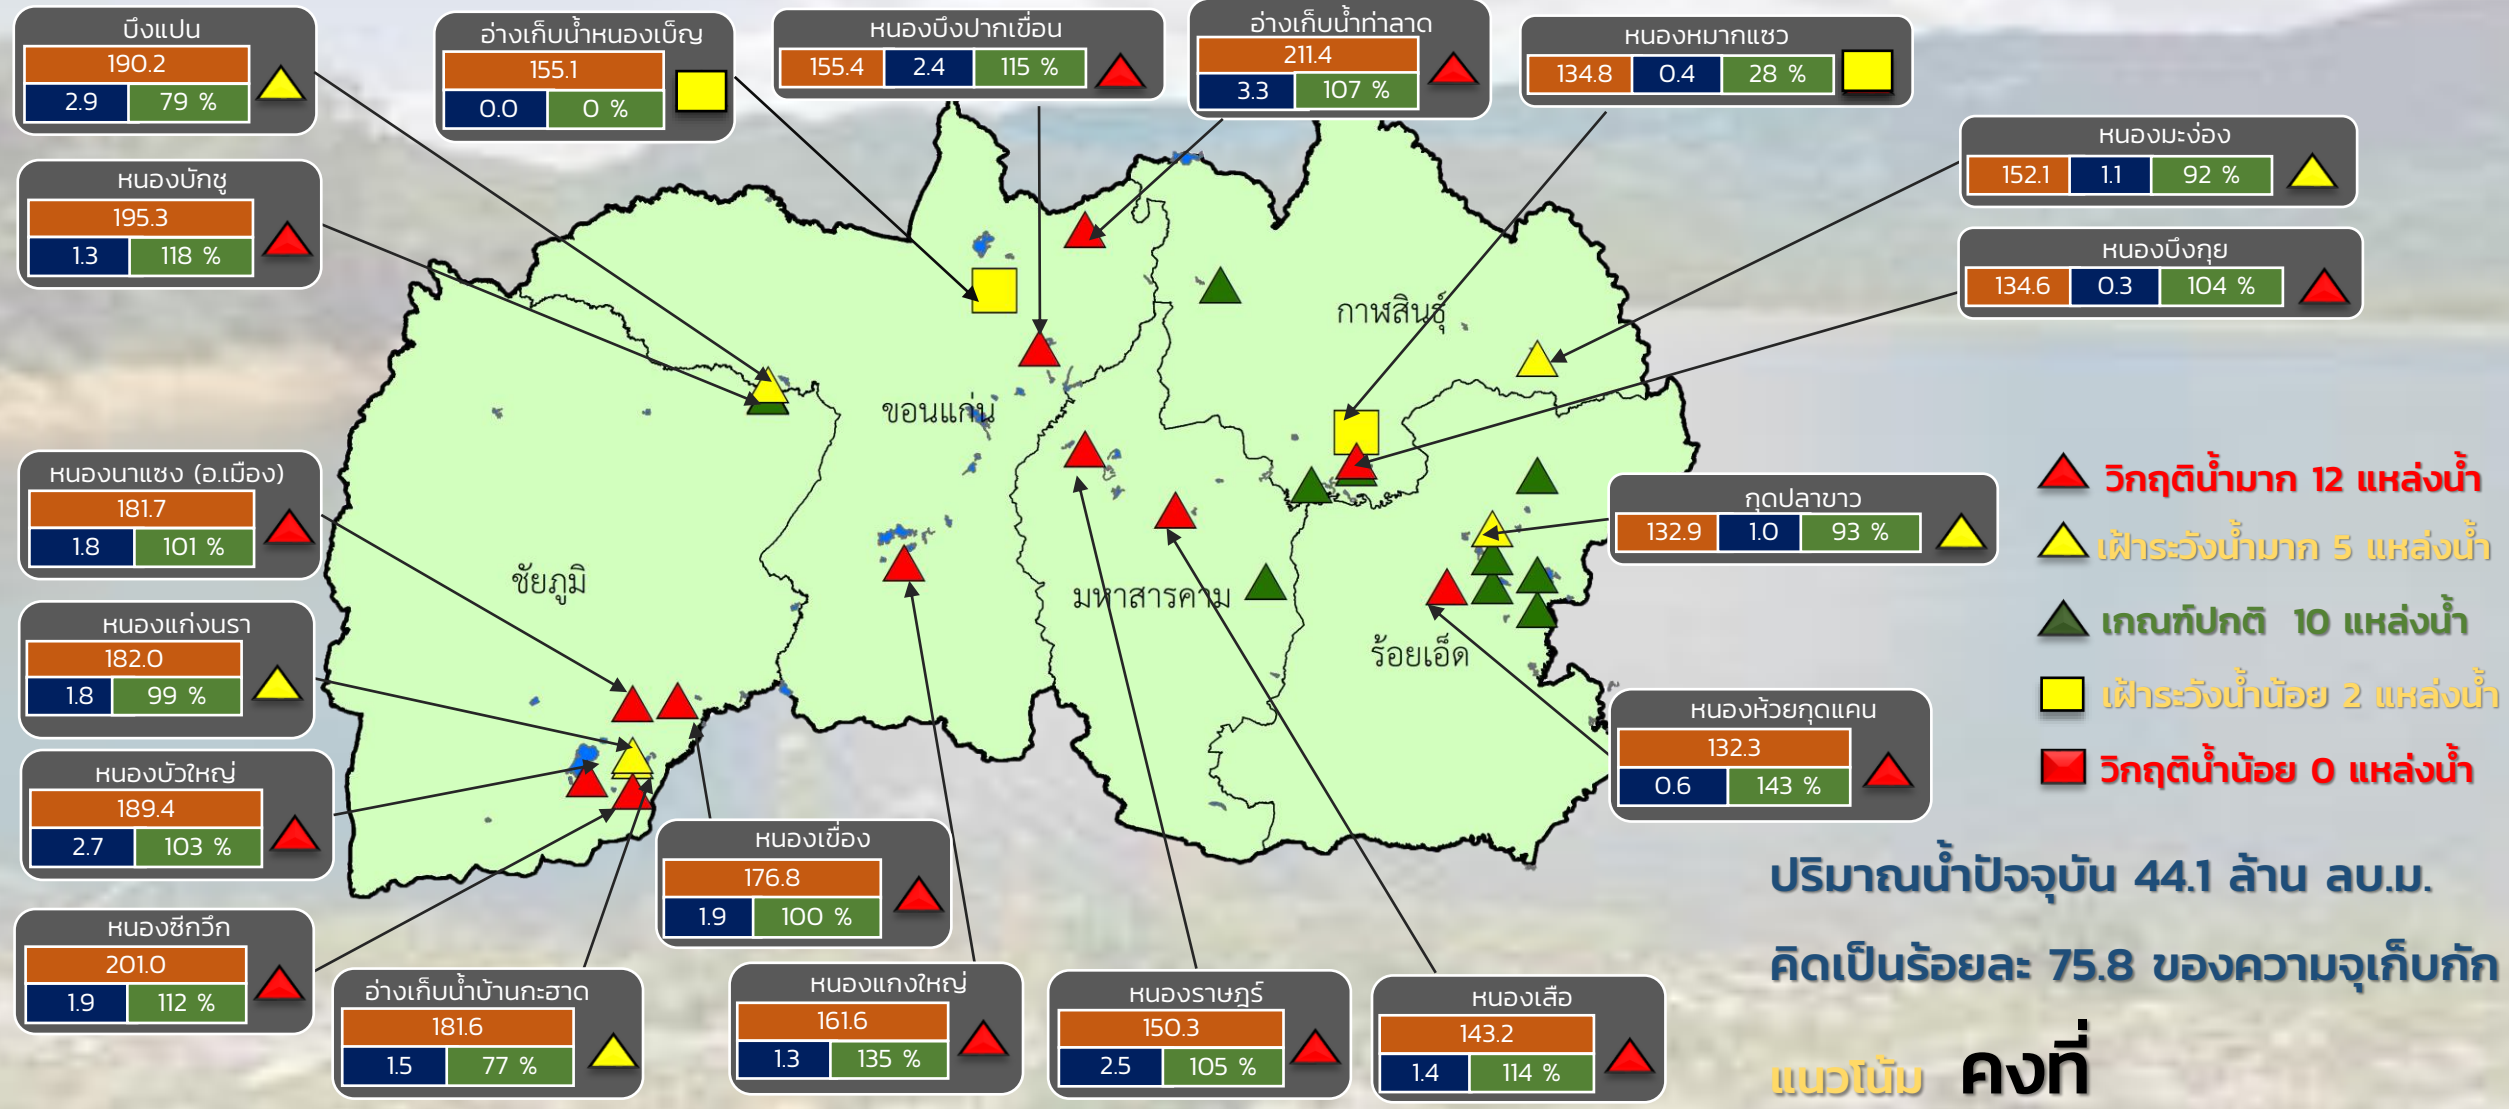 บึงแปน
190.2
2.9 79 %
อ่างเก็บน้ำหนองเบ็ญ
155.1
0.0 0 %
หนองบึงปากเขื่อน
155.4 2.4 115 %
อ่างเก็บน้ำท่าลาด
211.4
3.3 107 %
หนองหมากแซว
134.8 0.4 28 %
หนองมะง่อง
152.1 1.1 92 %
หนองบักชู
195.3
1.3 118 %
หนองบึงกุย
134.6 0.3 104 %
กาฬสินธุ์
ขอนแก่น
ชัยภูมิ
มหาสารคาม
ร้อยเอ็ด
หนองนาแซง (อ.เมือง)
181.7
1.8 101 %
กุดปลาขาว
132.9 1.0 93 %
หนองแก่งนรา
182.0
1.8 99 %
หนองห้วยกุดแคน
132.3
0.6 143 %
หนองบัวใหญ่
189.4
2.7 103 %
หนองเขื่อง
176.8
1.9 100 %
หนองซีกวึก
201.0
1.9 112 %
อ่างเก็บน้ำบ้านกะฮาด
181.6
1.5 77 %
หนองแกงใหญ่
161.6
1.3 135 %
หนองราษฎร์
150.3
2.5 105 %
หนองเสือ
143.2
1.4 114 %
วิกฤติน้ำมาก 12 แหล่งน้ำ
เฝ้าระวังน้ำมาก 5 แหล่งน้ำ
เกณฑ์ปกติ 10 แหล่งน้ำ
เฝ้าระวังน้ำน้อย 2 แหล่งน้ำ
วิกฤติน้ำน้อย 0 แหล่งน้ำ
ปริมาณน้ำปัจจุบัน 44.1 ล้าน ลบ.ม.
คิดเป็นร้อยละ 75.8 ของความจุเก็บกัก
แนวโน้ม คงที่